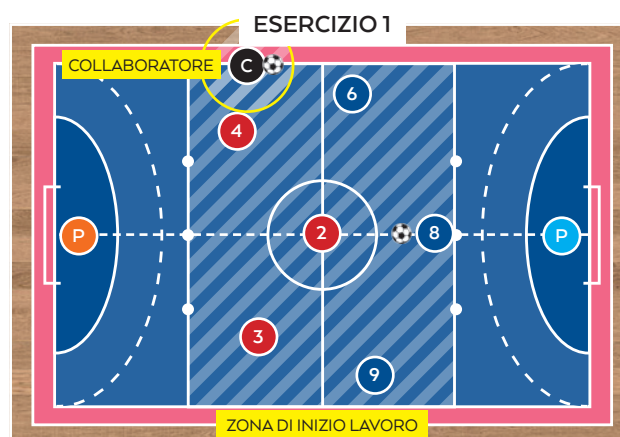 ESERCIZIO 1
COLLABORATORE
C
6
4
P
2
8
P
3
9
ZONA DI INIZIO LAVORO